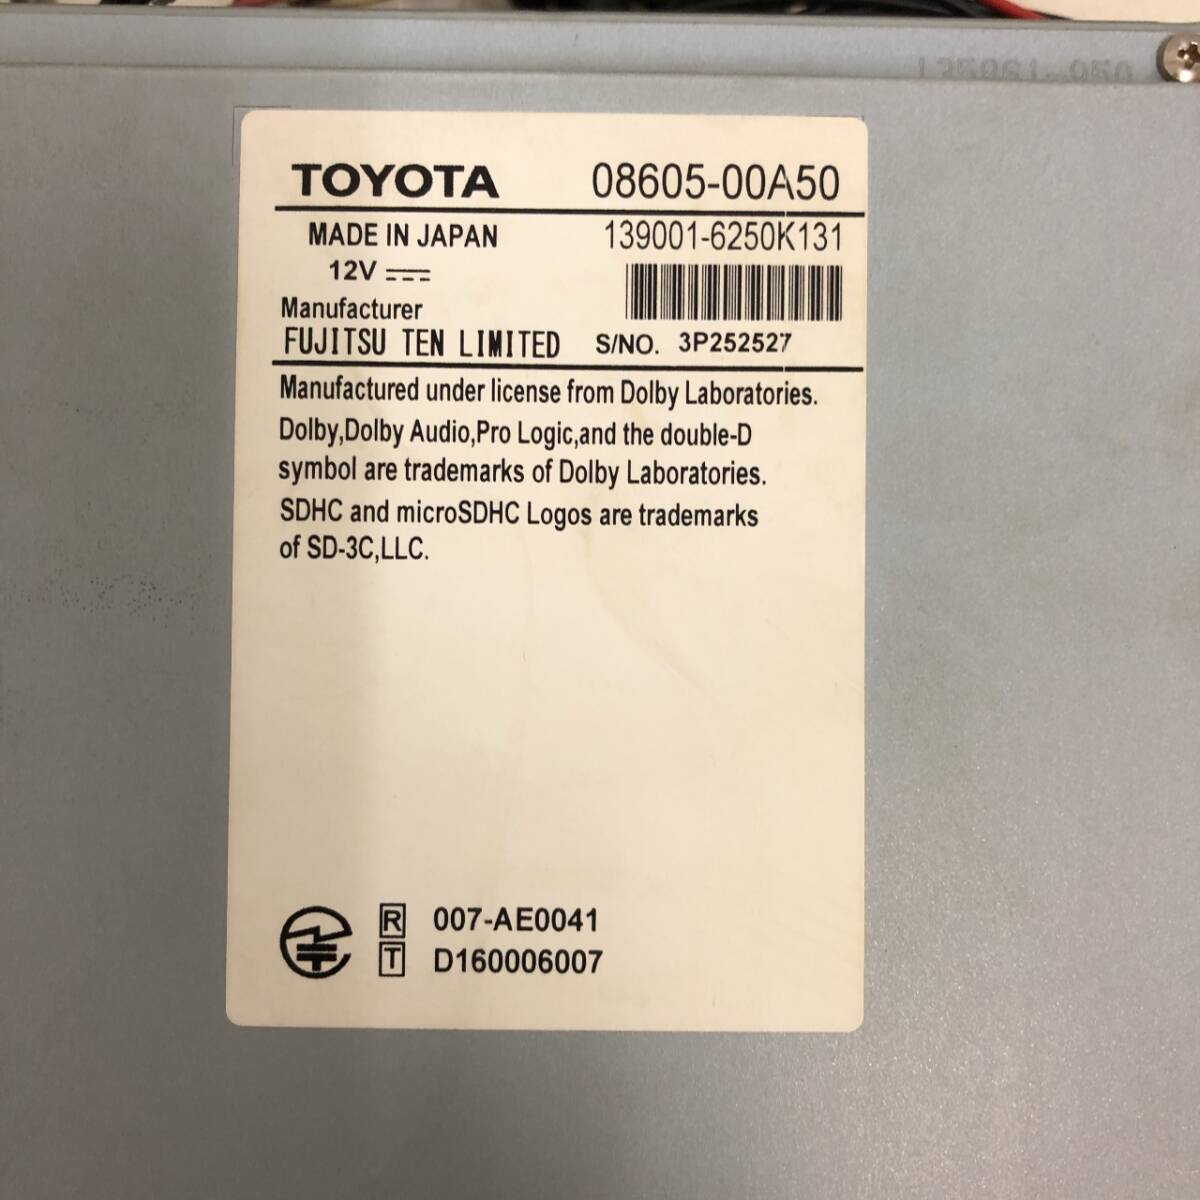 TOYOTA 08605-00A50
MADE IN JAPAN 139001-6250K131
12V
Manufacturer
FUJITSU TEN LIMITED S/NO. 3P252527
Manufactured under license from Dolby Laboratories.
Dolby,Dolby Audio,Pro Logic,and the double-D
symbol are trademarks of Dolby Laboratories.
SDHC and microSDHC Logos are trademarks
of SD-3C,LLC.
R 007-AE0041
T D160006007